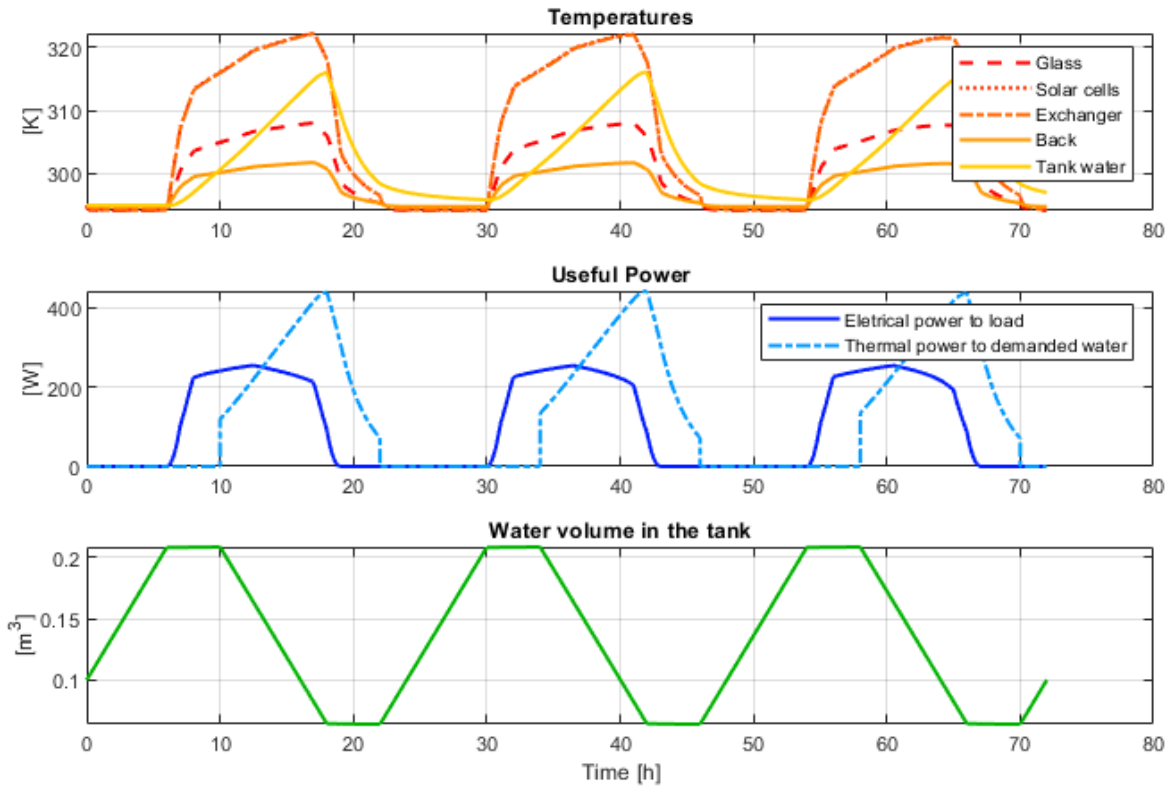 Temperatures
320
310
300
[K]
Glass
Solar cells
Exchanger
Back
Tank water
0 10 20 30 40 50 60 70 80
Useful Power
400
200
0
[W]
Eletrical power to load
Thermal power to demanded water
0 10 20 30 40 50 60 70 80
Water volume in the tank
0.2
0.15
0.1
[m³]
0 10 20 30 40 50 60 70 80
Time [h]